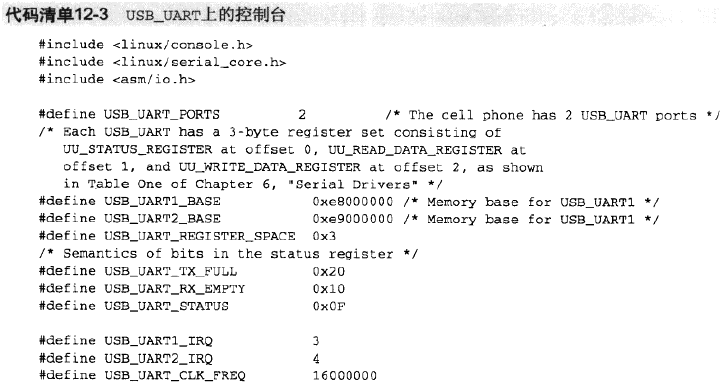 代码清单12-3 USB_UART上的控制台
#include <linux/console.h>
#include <linux/serial_core.h>
#include <asm/io.h>
#define USB_UART_PORTS 2 /* The cell phone has 2 USB_UART ports */
/* Each USB_UART has a 3-byte register set consisting of
UU_STATUS_REGISTER at offset 0, UU_READ_DATA_REGISTER at
offset 1, and UU_WRITE_DATA_REGISTER at offset 2, as shown
in Table One of Chapter 6, "Serial Drivers" */
#define USB_UART1_BASE 0xe8000000 /* Memory base for USB_UART1 */
#define USB_UART2_BASE 0xe9000000 /* Memory base for USB_UART1 */
#define USB_UART_REGISTER_SPACE 0x3
/* Semantics of bits in the status register */
#define USB_UART_TX_FULL 0x20
#define USB_UART_RX_EMPTY 0x10
#define USB_UART_STATUS 0x0F
#define USB_UART1_IRQ 3
#define USB_UART2_IRQ 4
#define USB_UART_CLK_FREQ 16000000